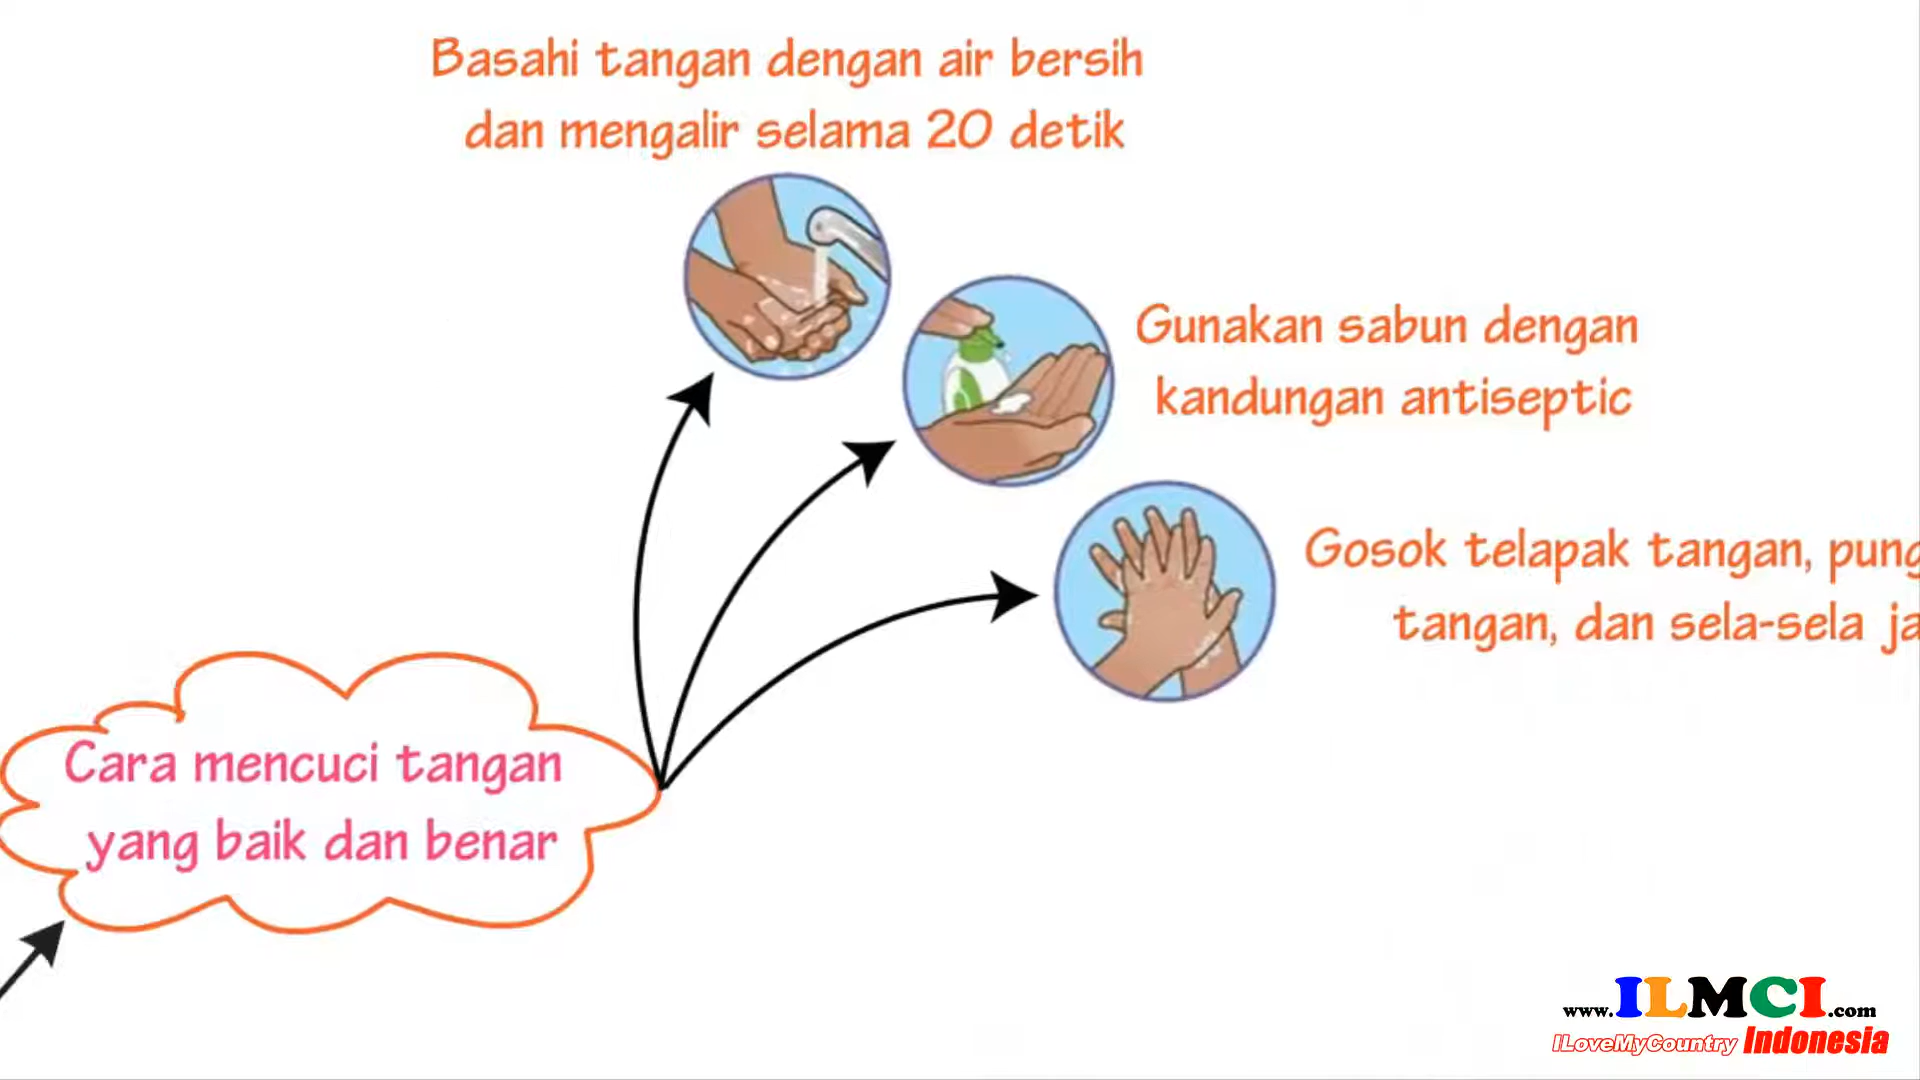 Basahi tangan dengan air bersih
dan mengalir selama 20 detik
Gunakan sabun dengan
kandungan antiseptic
Gosok telapak tangan,
tangan, dan sela-sela
Cara mencuci tangan
yang baik dan benar
www.ILMCI.com
ILoveMyCountry Indonesia